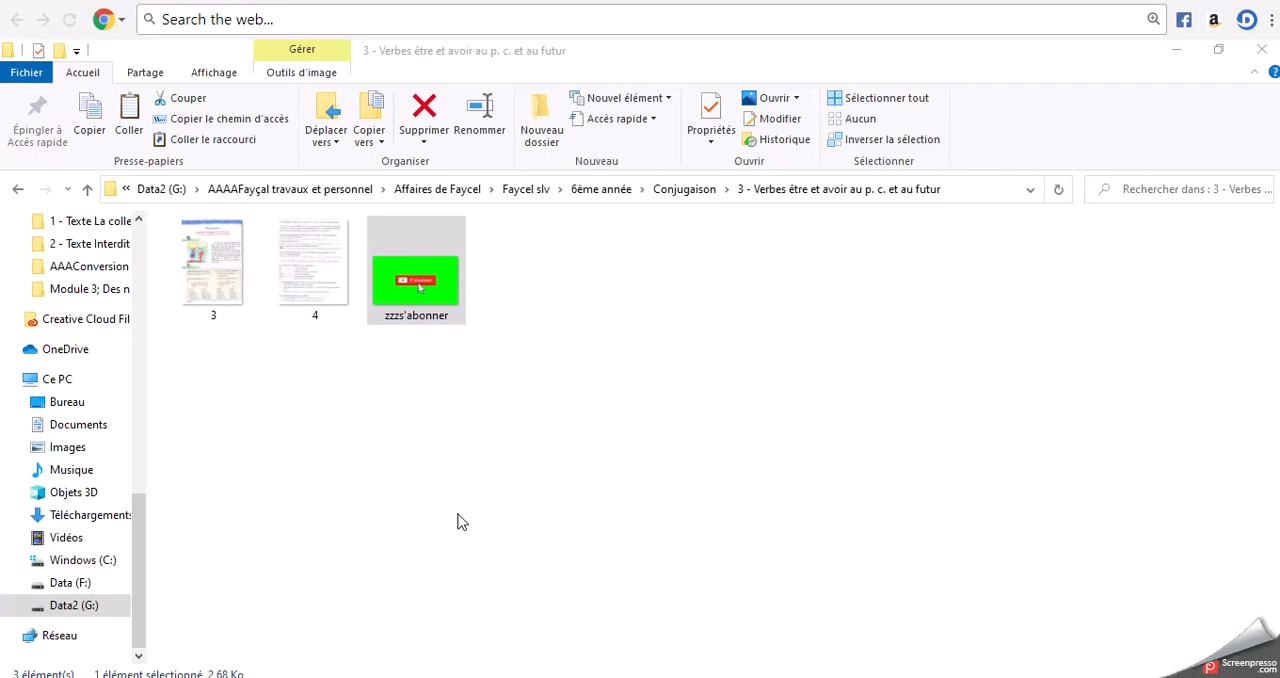 Search the web...
Gérer
3 - Verbes être et avoir au p. c. et au futur
Fichier
Accueil
Partage
Affichage
Outils d'image
Épingler à Accès rapide
Copier
Coller
Couper
Copier le chemin d'accès
Coller le raccourci
Presse-papiers
Déplacer vers
Copier vers
Supprimer
Renommer
Organiser
Nouveau dossier
Nouvel élément
Accès rapide
Nouveau
Propriétés
Ouvrir
Modifier
Historique
Ouvrir
Sélectionner tout
Aucun
Inverser la sélection
Sélectionner
« Data2 (G:) > AAAAFayçal travaux et personnel > Affaires de Faycel > Faycel slv > 6ème année > Conjugaison > 3 - Verbes être et avoir au p. c. et au futur
Rechercher dans : 3 - Verbes ...
1 - Texte La colle
2 - Texte Interdit
AAAConversion
Module 3; Des n
Creative Cloud Fil
OneDrive
Ce PC
Bureau
Documents
Images
Musique
Objets 3D
Téléchargements
Vidéos
Windows (C:)
Data (F:)
Data2 (G:)
Réseau
3
4
S'abonner
zzzs'abonner
3 élément(s)
1 élément sélectionné 2,68 Ko
Screenpresso
.com